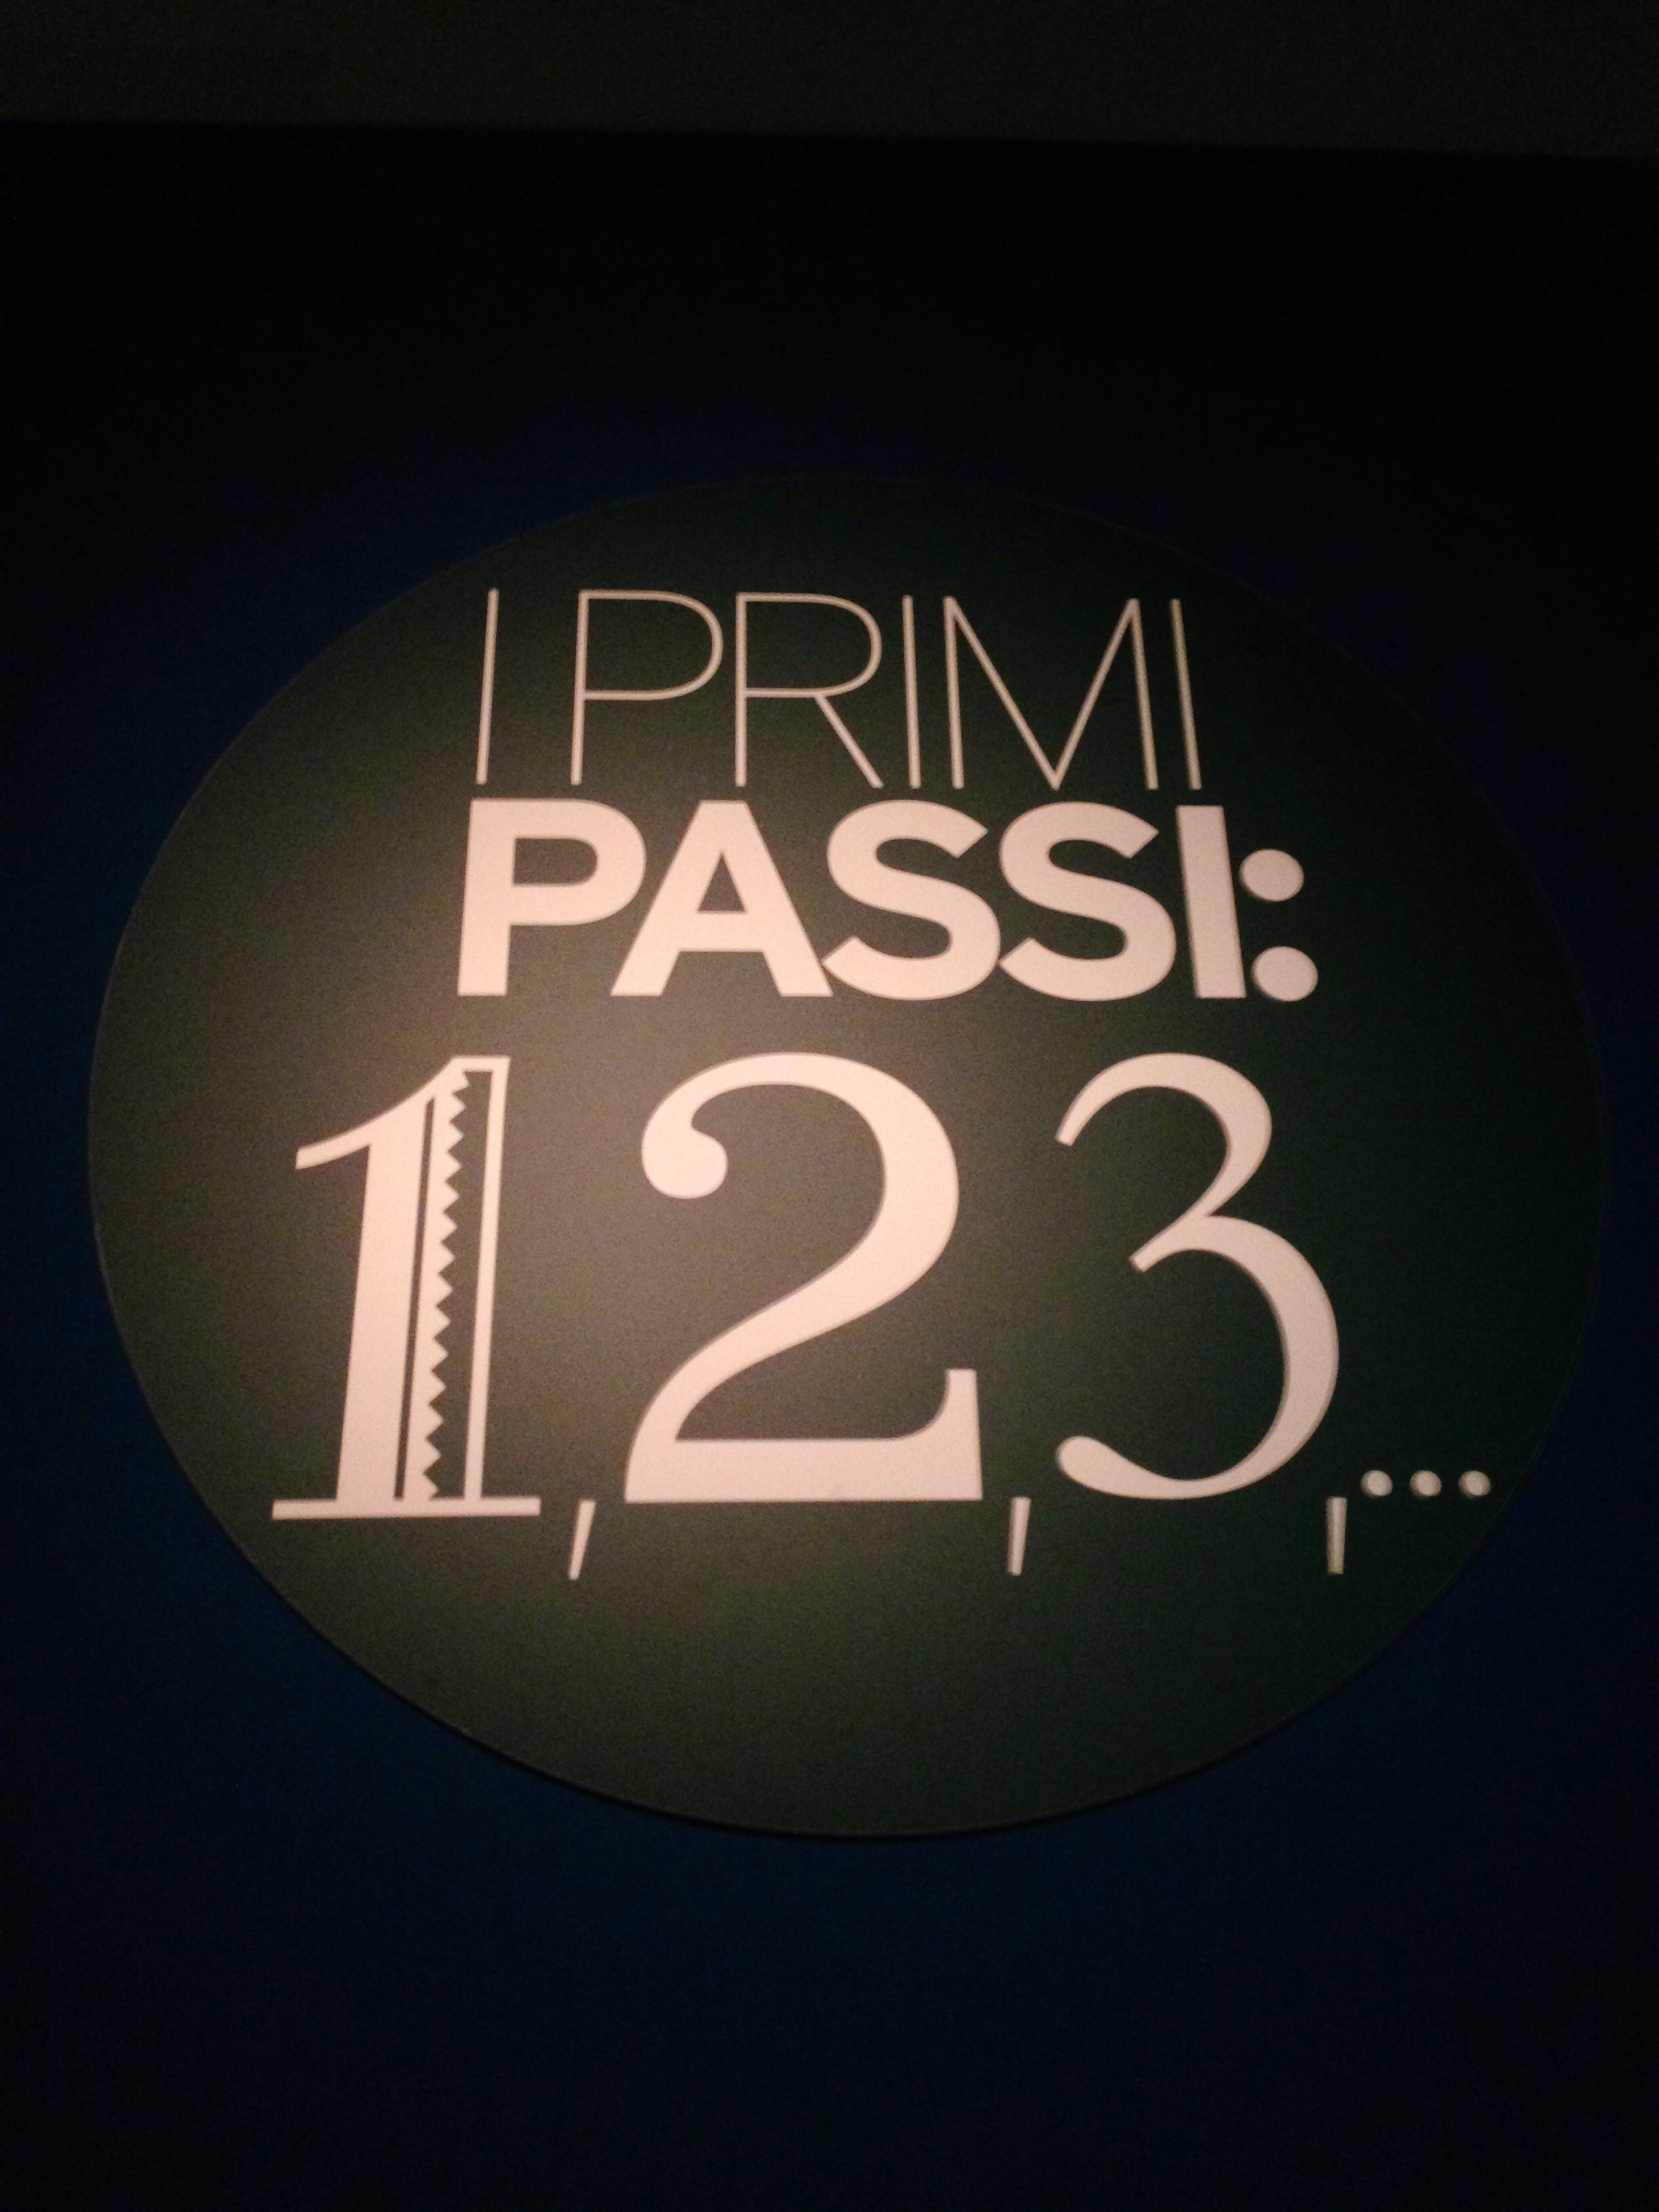 I PRIMI
PASSI:
1,2,3,...